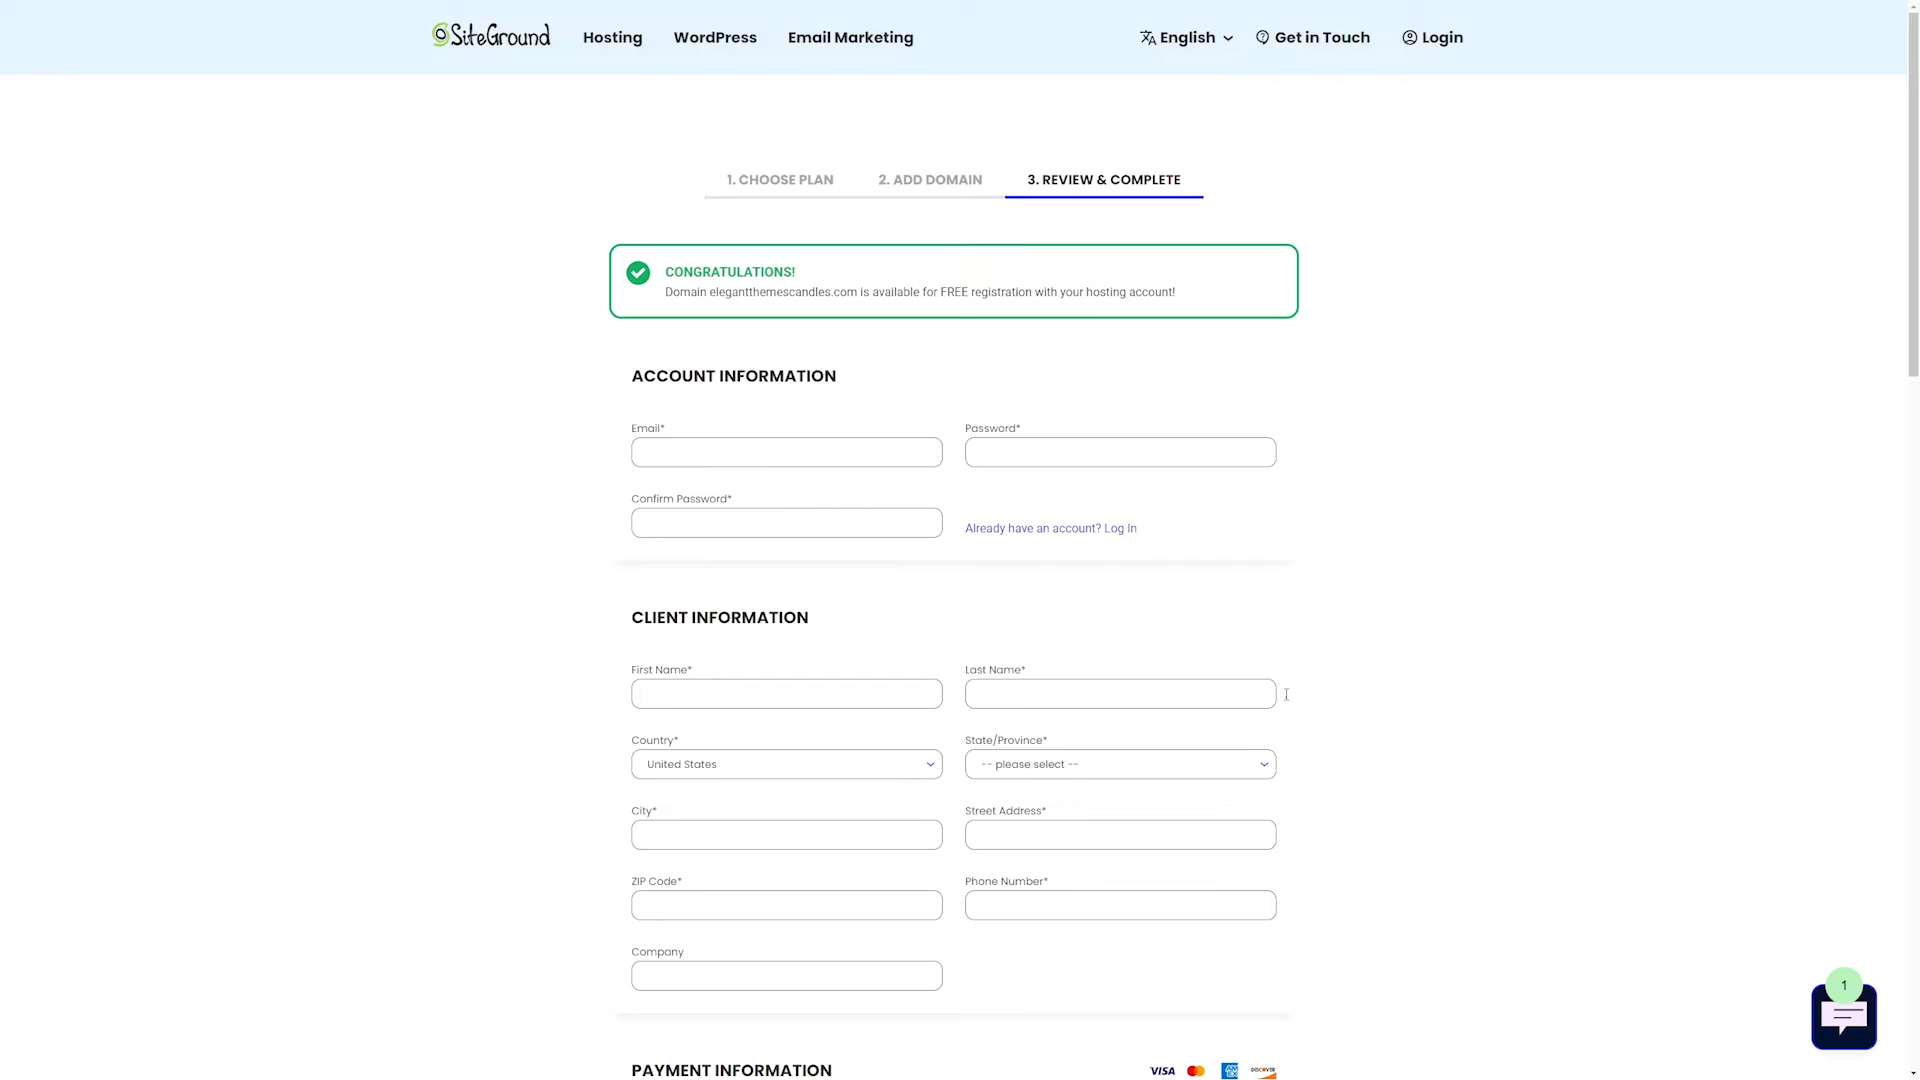 SiteGround
Hosting
WordPress
Email Marketing
English
Get in Touch
Login
1. CHOOSE PLAN
2. ADD DOMAIN
3. REVIEW & COMPLETE
CONGRATULATIONS!
Domain elegantthemescandles.com is available for FREE registration with your hosting account!
ACCOUNT INFORMATION
Email*
Password*
Confirm Password*
Already have an account? Log In
CLIENT INFORMATION
First Name*
Last Name*
Country*
State/Province*
United States
-- please select --
City*
Street Address*
ZIP Code*
Phone Number*
Company
1
PAYMENT INFORMATION
VISA
AM EX
DISCOVER